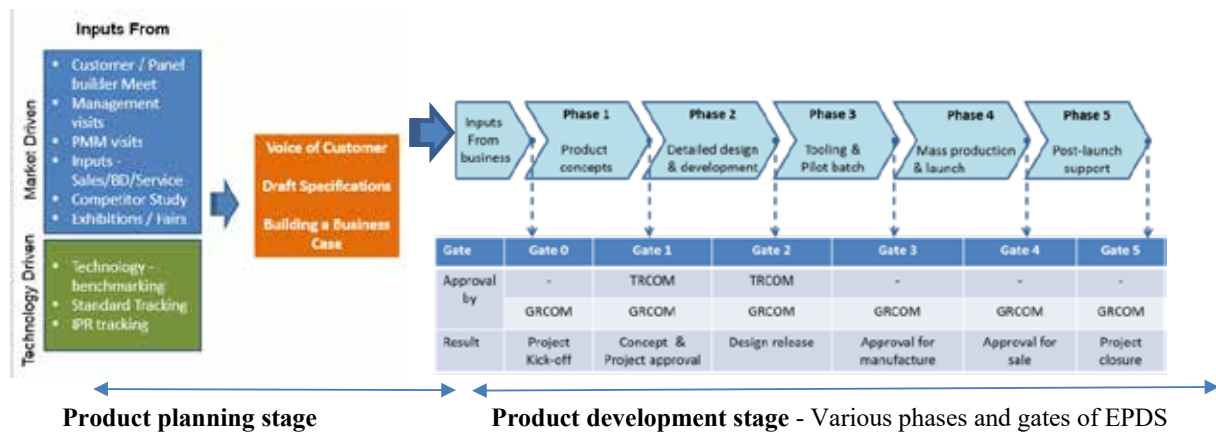 Inputs From
Market Driven
• Customer / Panel
builder Meet
• Management
visits
• PMM visits
• Inputs -
Sales/BD/Service
• Competitor Study
• Exhibitions / Fairs
Technology Driven
• Technology -
benchmarking
• Standard Tracking
• IPR tracking
Voice of Customer
Draft Specifications
Building a Business
Case
Inputs
From
business
Phase 1
Product
concepts
Phase 2
Detailed design
& development
Phase 3
Tooling &
Pilot batch
Phase 4
Mass production
& launch
Phase 5
Post-launch
support
Gate Gate 0 Gate 1 Gate 2 Gate 3 Gate 4 Gate 5
Approval
by
- TRCOM TRCOM - - -
GRCOM GRCOM GRCOM GRCOM GRCOM GRCOM
Result
Project
Kick-off
Concept &
Project approval
Design release
Approval for
manufacture
Approval for
sale
Project
closure
Product planning stage
Product development stage - Various phases and gates of EPDS